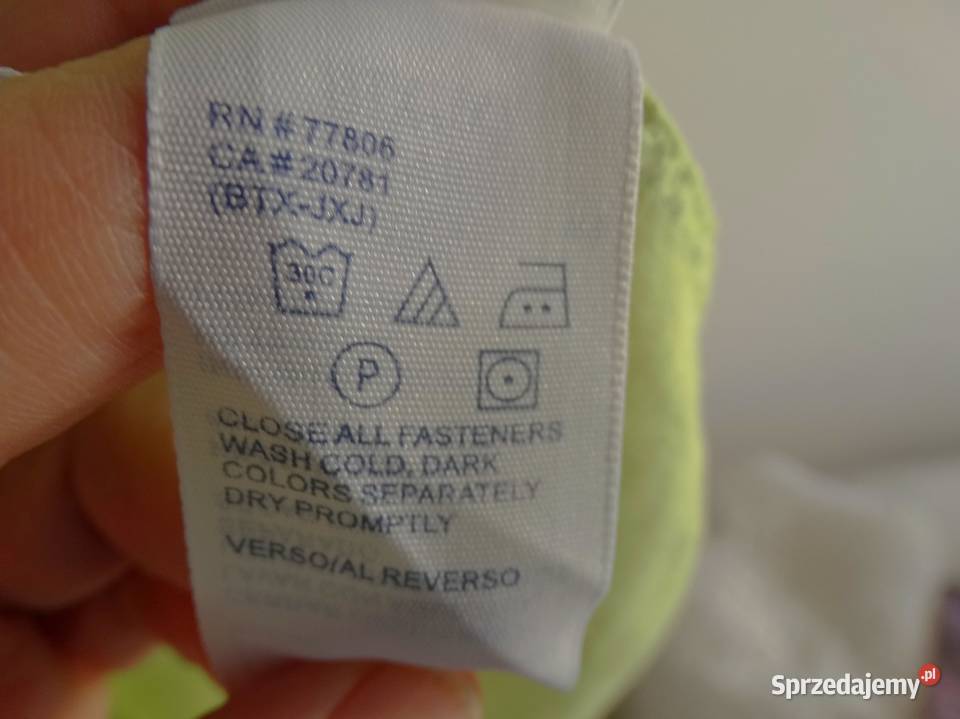 RN # 77806
CA # 20781
(BTX-JXJ)
30C
P
CLOSE ALL FASTENERS
WASH COLD, DARK
COLORS SEPARATELY
DRY PROMPTLY
VERSO/AL REVERSO
Sprzedajemy.pl